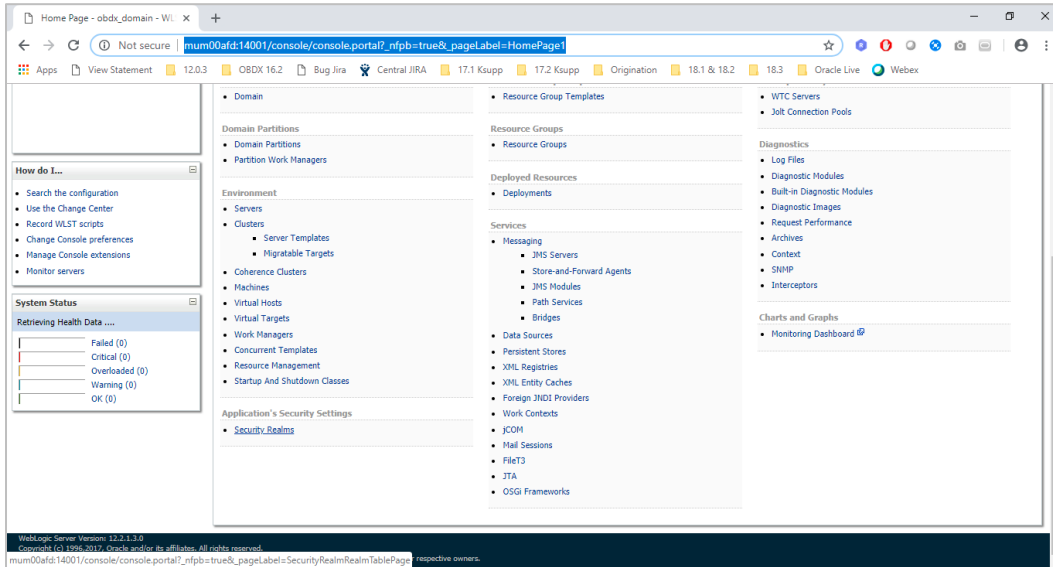 Home Page - obdx_domain - WL
Not secure | mum00afd:14001/console/console.portal?_nfpb=true&_pageLabel=HomePage1
Apps View Statement 12.0.3 OBDX 16.2 Bug Jira Central JIRA 17.1 Ksupp 17.2 Ksupp Origination 18.1 & 18.2 18.3 Oracle Live Webex
How do I...
Search the configuration
Use the Change Center
Record WLST scripts
Change Console preferences
Manage Console extensions
Monitor servers
System Status
Retrieving Health Data ....
Failed (0)
Critical (0)
Overloaded (0)
Warning (0)
OK (0)
Domain
Domain Partitions
Domain Partitions
Partition Work Managers
Environment
Servers
Clusters
Server Templates
Migratable Targets
Coherence Clusters
Machines
Virtual Hosts
Virtual Targets
Work Managers
Concurrent Templates
Resource Management
Startup And Shutdown Classes
Application's Security Settings
Security Realms
Resource Group Templates
Resource Groups
Resource Groups
Deployed Resources
Deployments
Services
Messaging
JMS Servers
Store-and-Forward Agents
JMS Modules
Path Services
Bridges
Data Sources
Persistent Stores
XML Registries
XML Entity Caches
Foreign JNDI Providers
Work Contexts
jCOM
Mail Sessions
FileT3
JTA
OSGi Frameworks
WTC Servers
Jolt Connection Pools
Diagnostics
Log Files
Diagnostic Modules
Built-in Diagnostic Modules
Diagnostic Images
Request Performance
Archives
Context
SNMP
Interceptors
Charts and Graphs
Monitoring Dashboard
WebLogic Server Version: 12.2.1.3.0
Copyright (c) 1996,2017, Oracle and/or its affiliates. All rights reserved.
mum00afd:14001/console/console.portal?_nfpb=true&_pageLabel=SecurityRealmRealmTablePage respective owners.